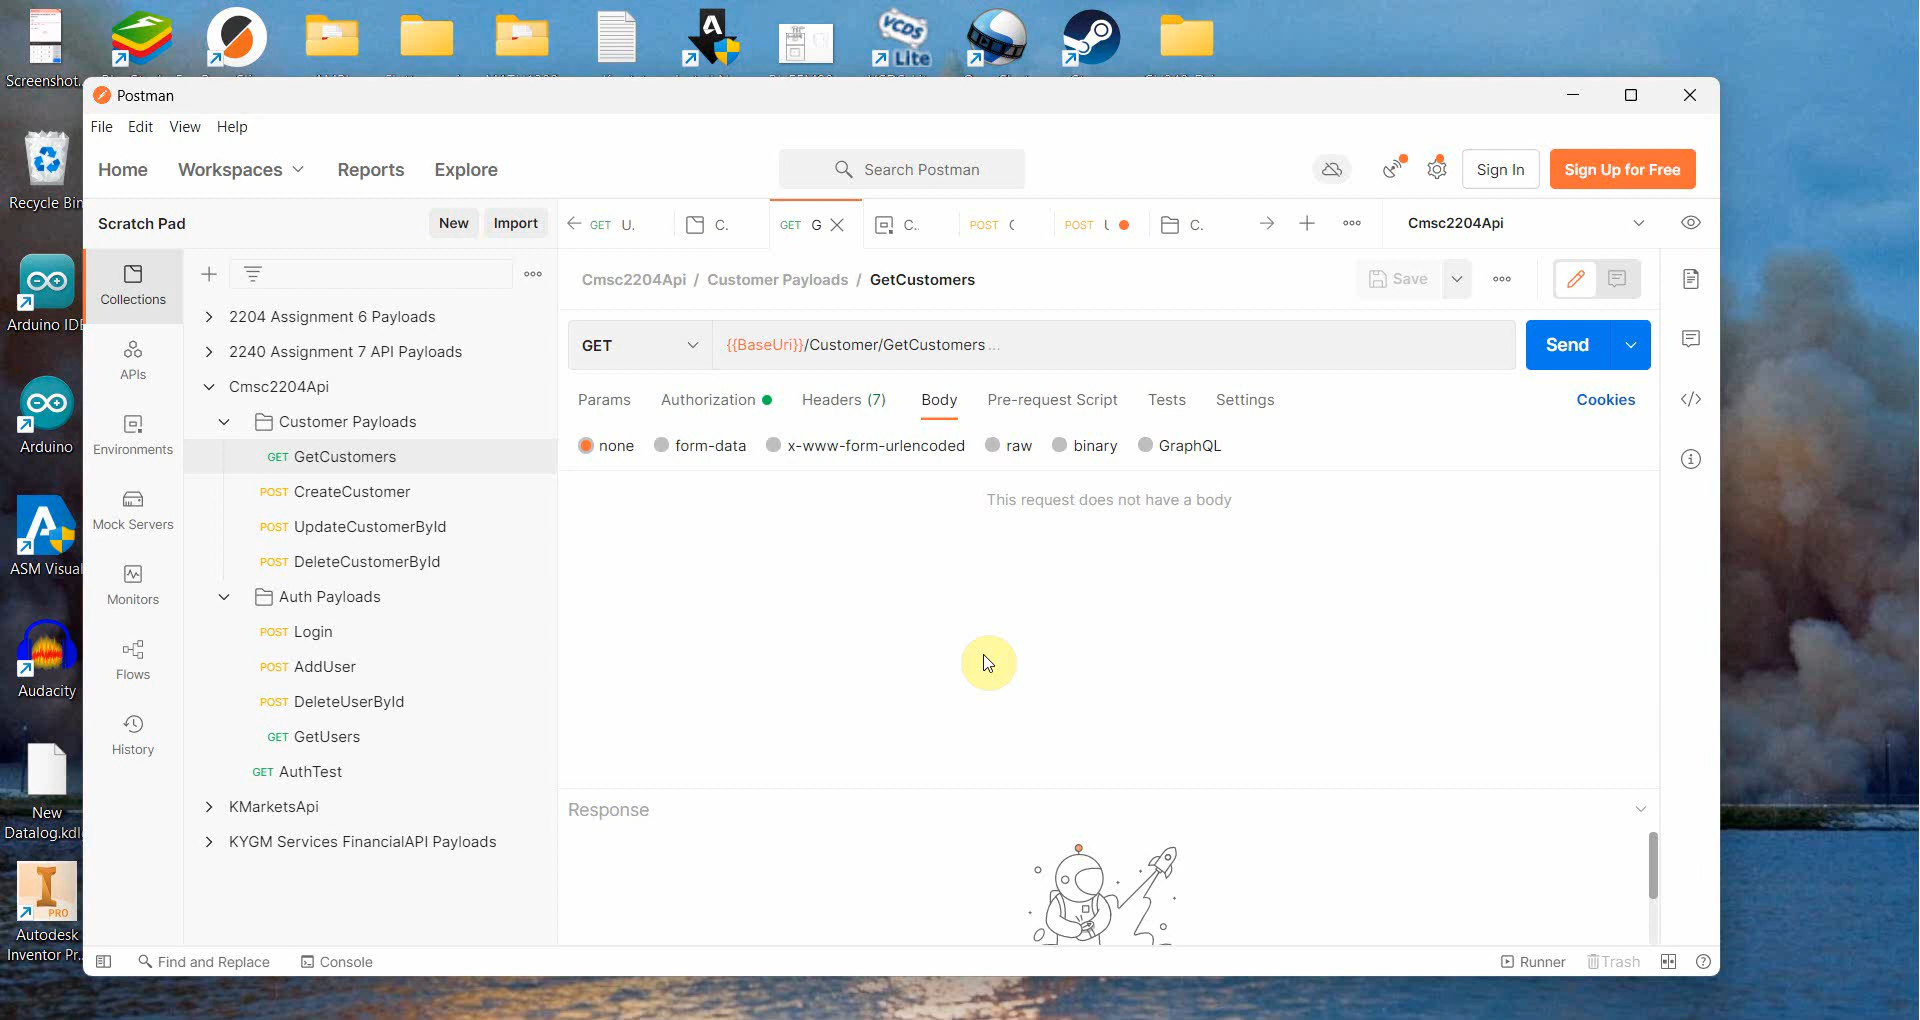 Screenshot...
VCDS
Lite
Recycle Bin
Arduino IDE
Arduino
ASM Visual
Audacity
New
Datalog.kdl
PRO
Autodesk
Inventor Pr...
Postman
File Edit View Help
Home Workspaces Reports Explore
Search Postman
Sign In
Sign Up for Free
Scratch Pad
New
Import
GET U.
C.
GET G
C.
POST
POST
C.
Cmsc2204Api
Collections
APIs
Environments
Mock Servers
Monitors
Flows
History
2204 Assignment 6 Payloads
2240 Assignment 7 API Payloads
Cmsc2204Api
Customer Payloads
GET GetCustomers
POST CreateCustomer
POST UpdateCustomerById
POST DeleteCustomerById
Auth Payloads
POST Login
POST AddUser
POST DeleteUserById
GET GetUsers
GET AuthTest
KMarketsApi
KYGM Services FinancialAPI Payloads
Cmsc2204Api / Customer Payloads / GetCustomers
Save
GET
{{BaseUri}}/Customer/GetCustomers...
Send
Params Authorization Headers (7) Body Pre-request Script Tests Settings
Cookies
none form-data x-www-form-urlencoded raw binary GraphQL
This request does not have a body
Response
Find and Replace
Console
Runner
Trash